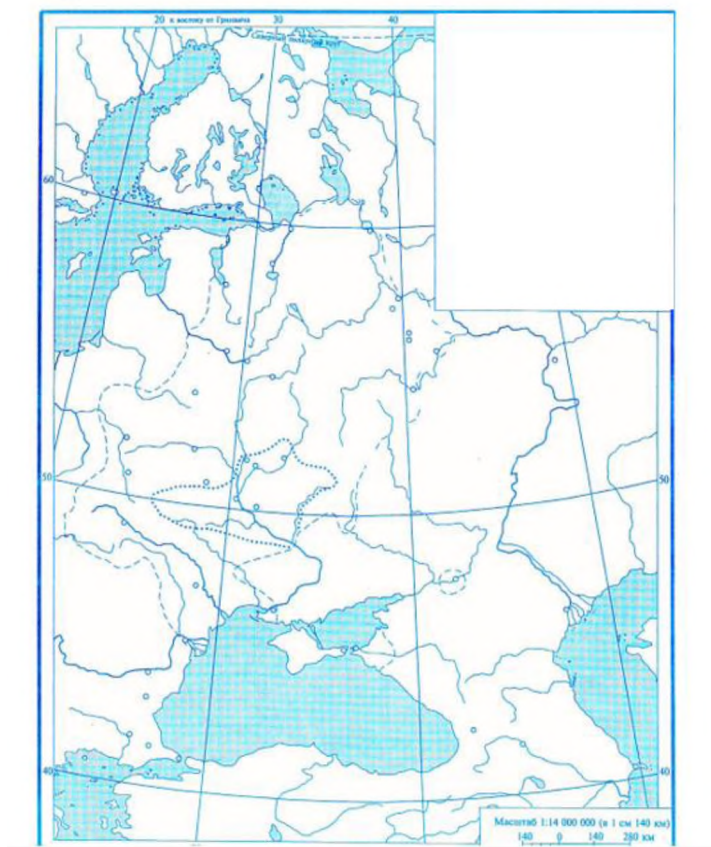 20 к востоку от Гринвича 30 40
Северный полярный круг
60
50 50
40 40
Масштаб 1:14 000 000 (в 1 см 140 км)
140 0 140 280 км